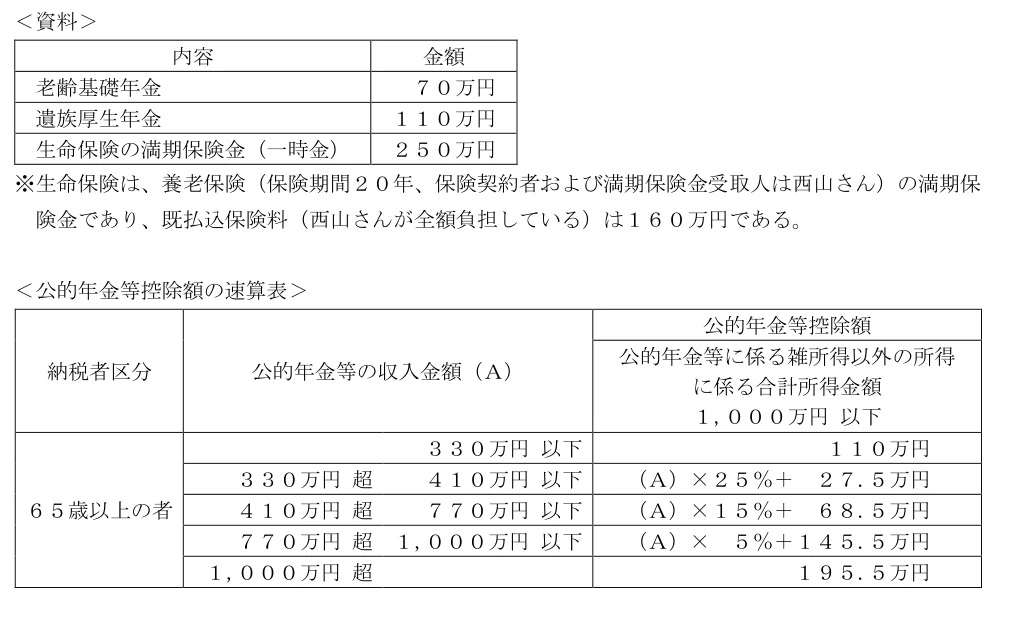 ＜資料＞
内容 金額
老齢基礎年金 ７０万円
遺族厚生年金 １１０万円
生命保険の満期保険金（一時金） ２５０万円
※生命保険は、養老保険（保険期間２０年、保険契約者および満期保険金受取人は西山さん）の満期保
険金であり、既払込保険料（西山さんが全額負担している）は１６０万円である。
＜公的年金等控除額の速算表＞
納税者区分 公的年金等の収入金額（Ａ） 公的年金等控除額
公的年金等に係る雑所得以外の所得
に係る合計所得金額
１,０００万円 以下
６５歳以上の者
３３０万円 以下 １１０万円
３３０万円 超 ４１０万円 以下 （Ａ）×２５％＋ ２７.５万円
４１０万円 超 ７７０万円 以下 （Ａ）×１５％＋ ６８.５万円
７７０万円 超 １,０００万円 以下 （Ａ）× ５％＋１４５.５万円
１,０００万円 超 １９５.５万円